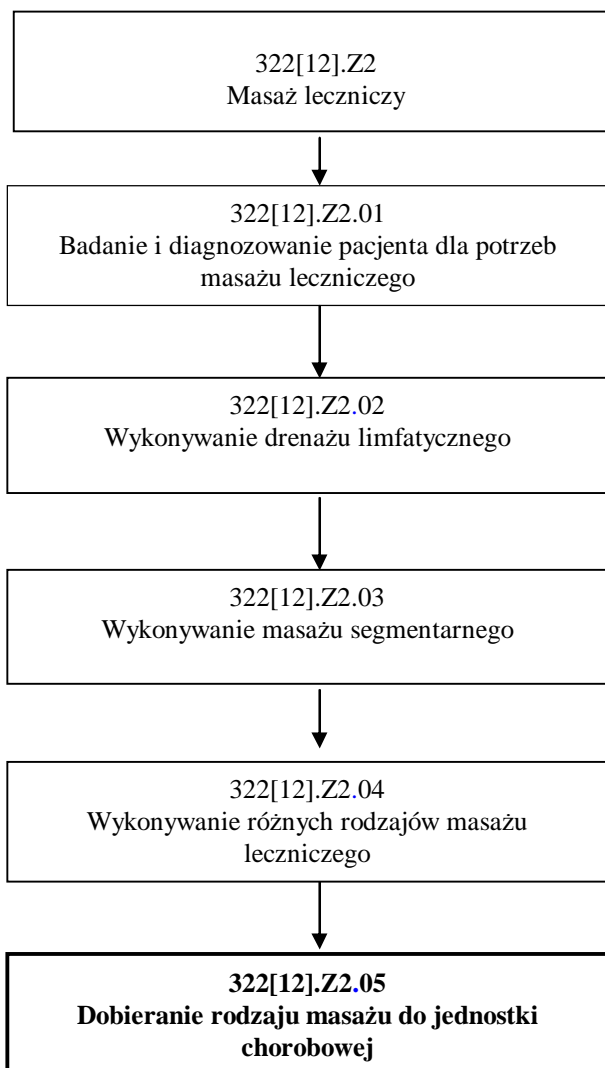 322[12].Z2
Masaż leczniczy
322[12].Z2.01
Badanie i diagnozowanie pacjenta dla potrzeb
masażu leczniczego
322[12].Z2.02
Wykonywanie drenażu limfatycznego
322[12].Z2.03
Wykonywanie masażu segmentarnego
322[12].Z2.04
Wykonywanie różnych rodzajów masażu
leczniczego
322[12].Z2.05
Dobieranie rodzaju masażu do jednostki
chorobowej